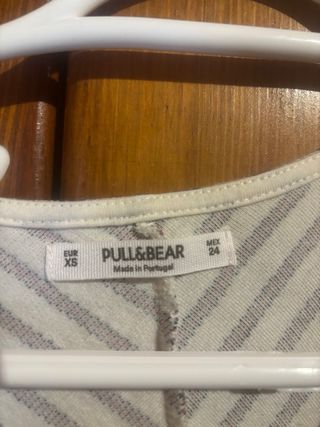 EUR
XS
PULL&BEAR
Made in Portugal
MEX
24